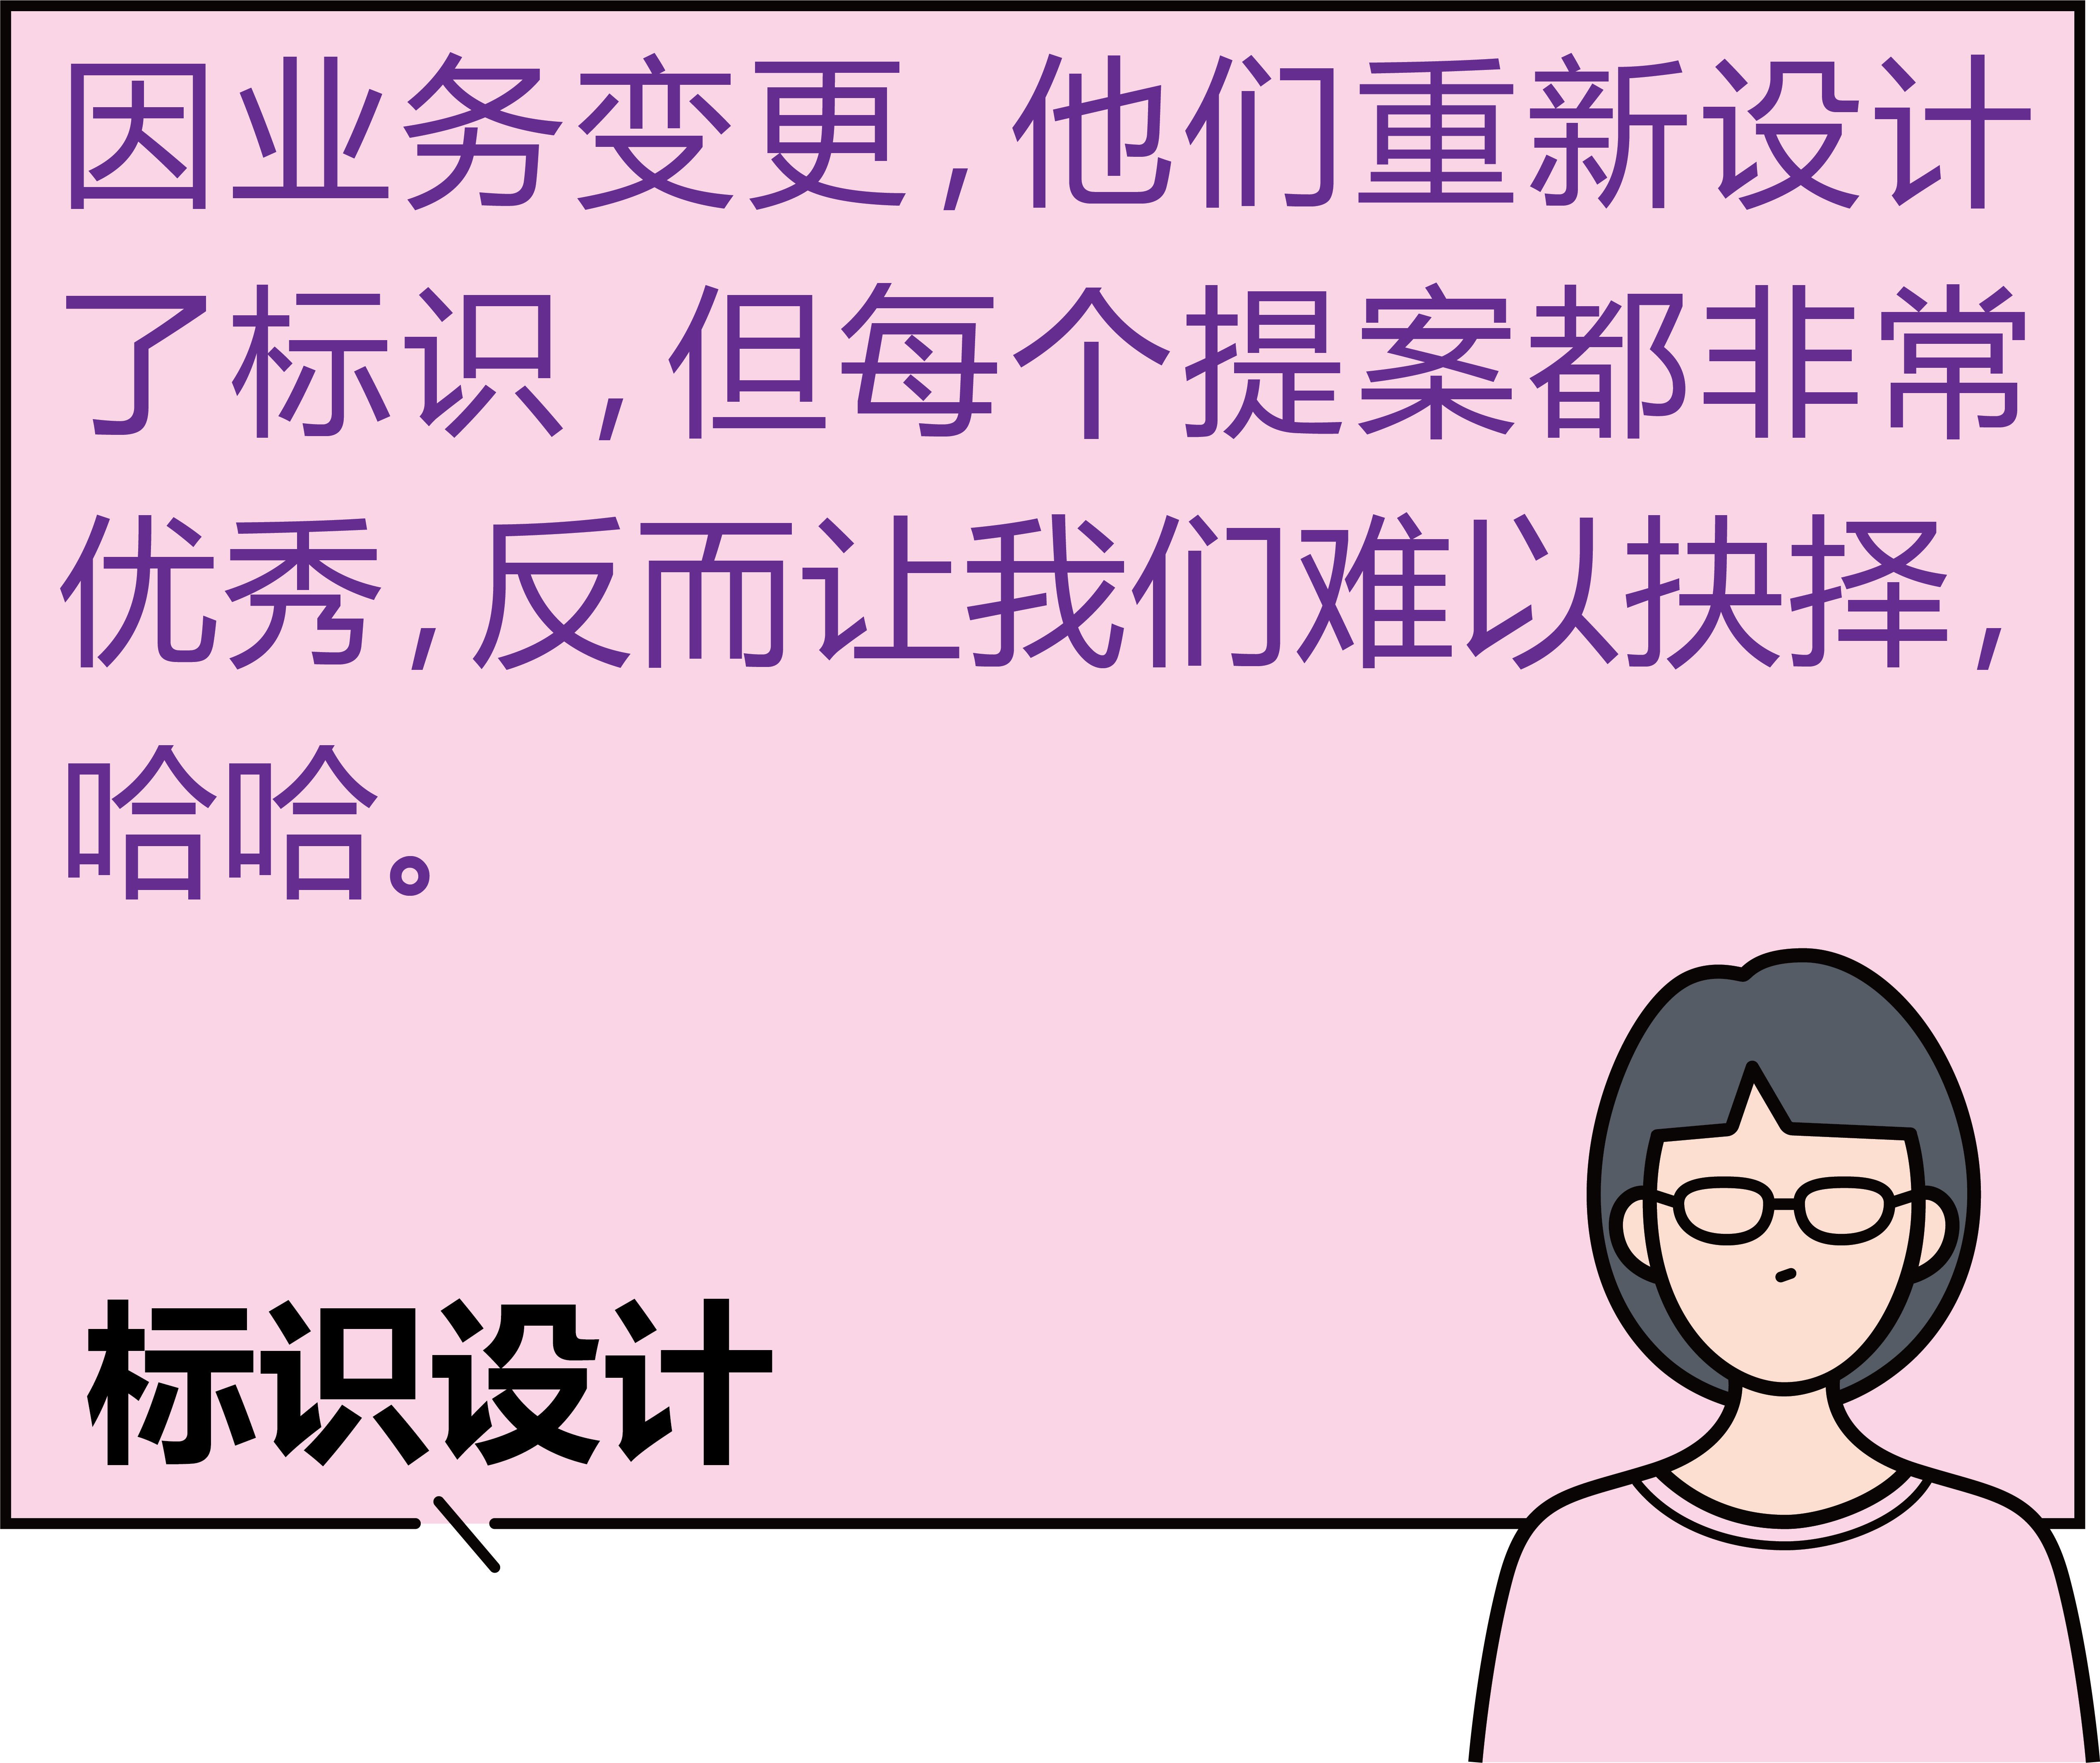 因业务变更,他们重新设计
了标识,但每个提案都非常
优秀,反而让我们难以抉择,
哈哈。
标识设计